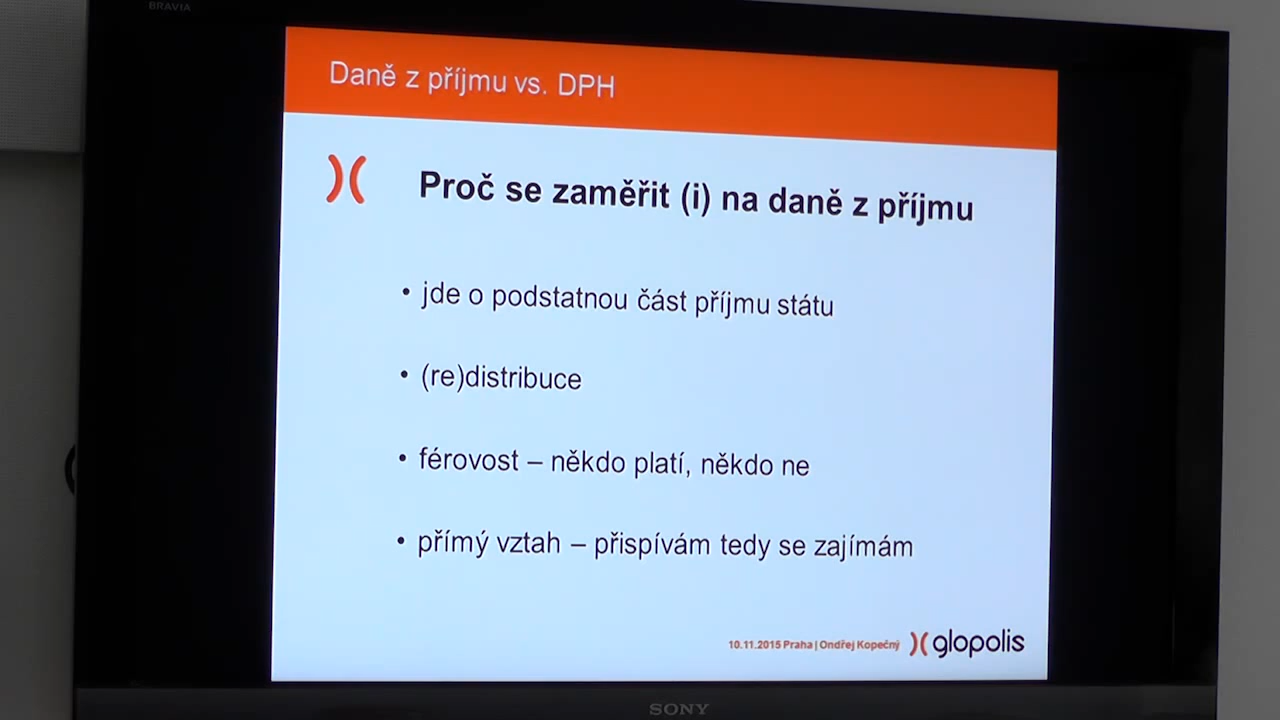 BRAVIA
Daně z příjmu vs. DPH
Proč se zaměřit (i) na daně z příjmu
• jde o podstatnou část příjmu státu
• (re)distribuce
• férovost – někdo platí, někdo ne
• přímý vztah – přispívám tedy se zajímám
10.11.2015 Praha | Ondřej Kopečný
glopolis
SONY